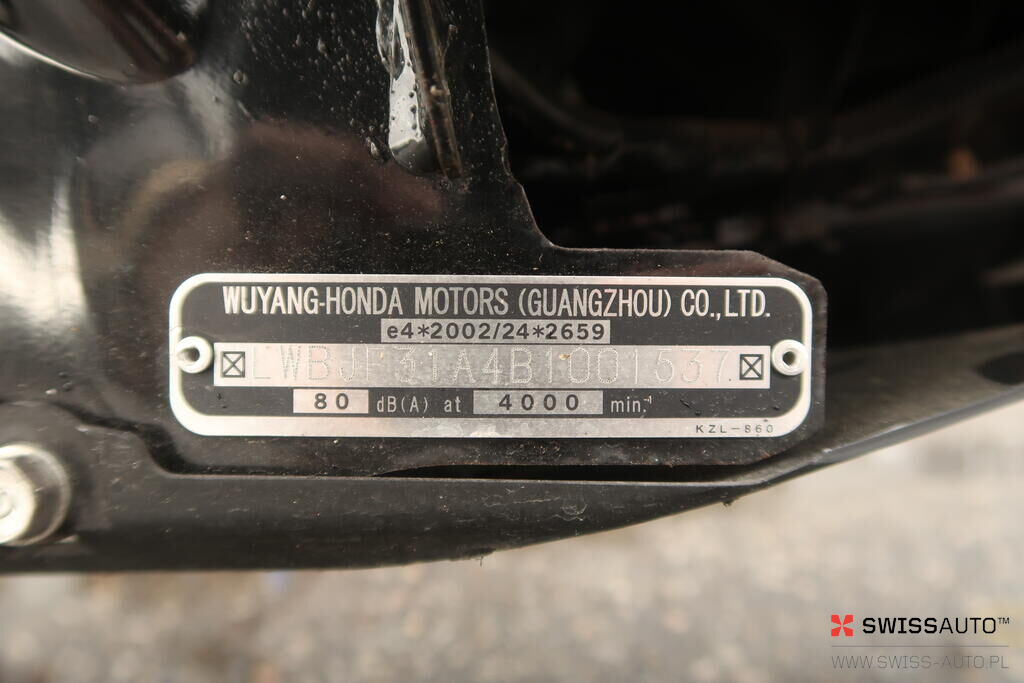 WUYANG-HONDA MOTORS (GUANGZHOU) CO.,LTD.
e4*2002/24*2659
LWBJF31A4B1001537
80 dB(A) at 4000 min.⁻¹
KZL-860
SWISSAUTO™
WWW.SWISS-AUTO.PL